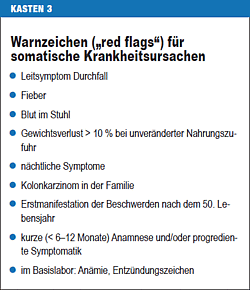 KASTEN 3
Warnzeichen („red flags“) für
somatische Krankheitsursachen
● Leitsymptom Durchfall
● Fieber
● Blut im Stuhl
● Gewichtsverlust > 10 % bei unveränderter Nahrungszu-
fuhr
● nächtliche Symptome
● Kolonkarzinom in der Familie
● Erstmanifestation der Beschwerden nach dem 50. Le-
bensjahr
● kurze (< 6–12 Monate) Anamnese und/oder progredien-
te Symptomatik
● im Basislabor: Anämie, Entzündungszeichen